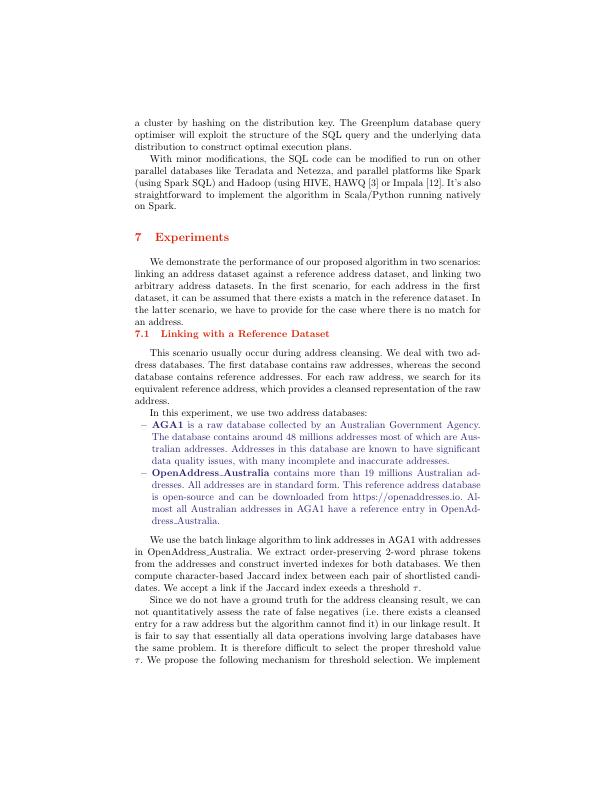 a cluster by hashing on the distribution key. The Greenplum database query
optimiser will exploit the structure of the SQL query and the underlying data
distribution to construct optimal execution plans.
With minor modifications, the SQL code can be modified to run on other
parallel databases like Teradata and Netezza, and parallel platforms like Spark
(using Spark SQL) and Hadoop (using HIVE, HAWQ [3] or Impala [12]. It's also
straightforward to implement the algorithm in Scala/Python running natively
on Spark.
7 Experiments
We demonstrate the performance of our proposed algorithm in two scenarios:
linking an address dataset against a reference address dataset, and linking two
arbitrary address datasets. In the first scenario, for each address in the first
dataset, it can be assumed that there exists a match in the reference dataset. In
the latter scenario, we have to provide for the case where there is no match for
an address.
7.1 Linking with a Reference Dataset
This scenario usually occur during address cleansing. We deal with two ad-
dress databases. The first database contains raw addresses, whereas the second
database contains reference addresses. For each raw address, we search for its
equivalent reference address, which provides a cleansed representation of the raw
address.
In this experiment, we use two address databases:
– AGA1 is a raw database collected by an Australian Government Agency.
The database contains around 48 millions addresses most of which are Aus-
tralian addresses. Addresses in this database are known to have significant
data quality issues, with many incomplete and inaccurate addresses.
– OpenAddress_Australia contains more than 19 millions Australian ad-
dresses. All addresses are in standard form. This reference address database
is open-source and can be downloaded from https://openaddresses.io. Al-
most all Australian addresses in AGA1 have a reference entry in OpenAd-
dress_Australia.
We use the batch linkage algorithm to link addresses in AGA1 with addresses
in OpenAddress_Australia. We extract order-preserving 2-word phrase tokens
from the addresses and construct inverted indexes for both databases. We then
compute character-based Jaccard index between each pair of shortlisted candi-
dates. We accept a link if the Jaccard index exeeds a threshold τ.
Since we do not have a ground truth for the address cleansing result, we can
not quantitatively assess the rate of false negatives (i.e. there exists a cleansed
entry for a raw address but the algorithm cannot find it) in our linkage result. It
is fair to say that essentially all data operations involving large databases have
the same problem. It is therefore difficult to select the proper threshold value
τ. We propose the following mechanism for threshold selection. We implement